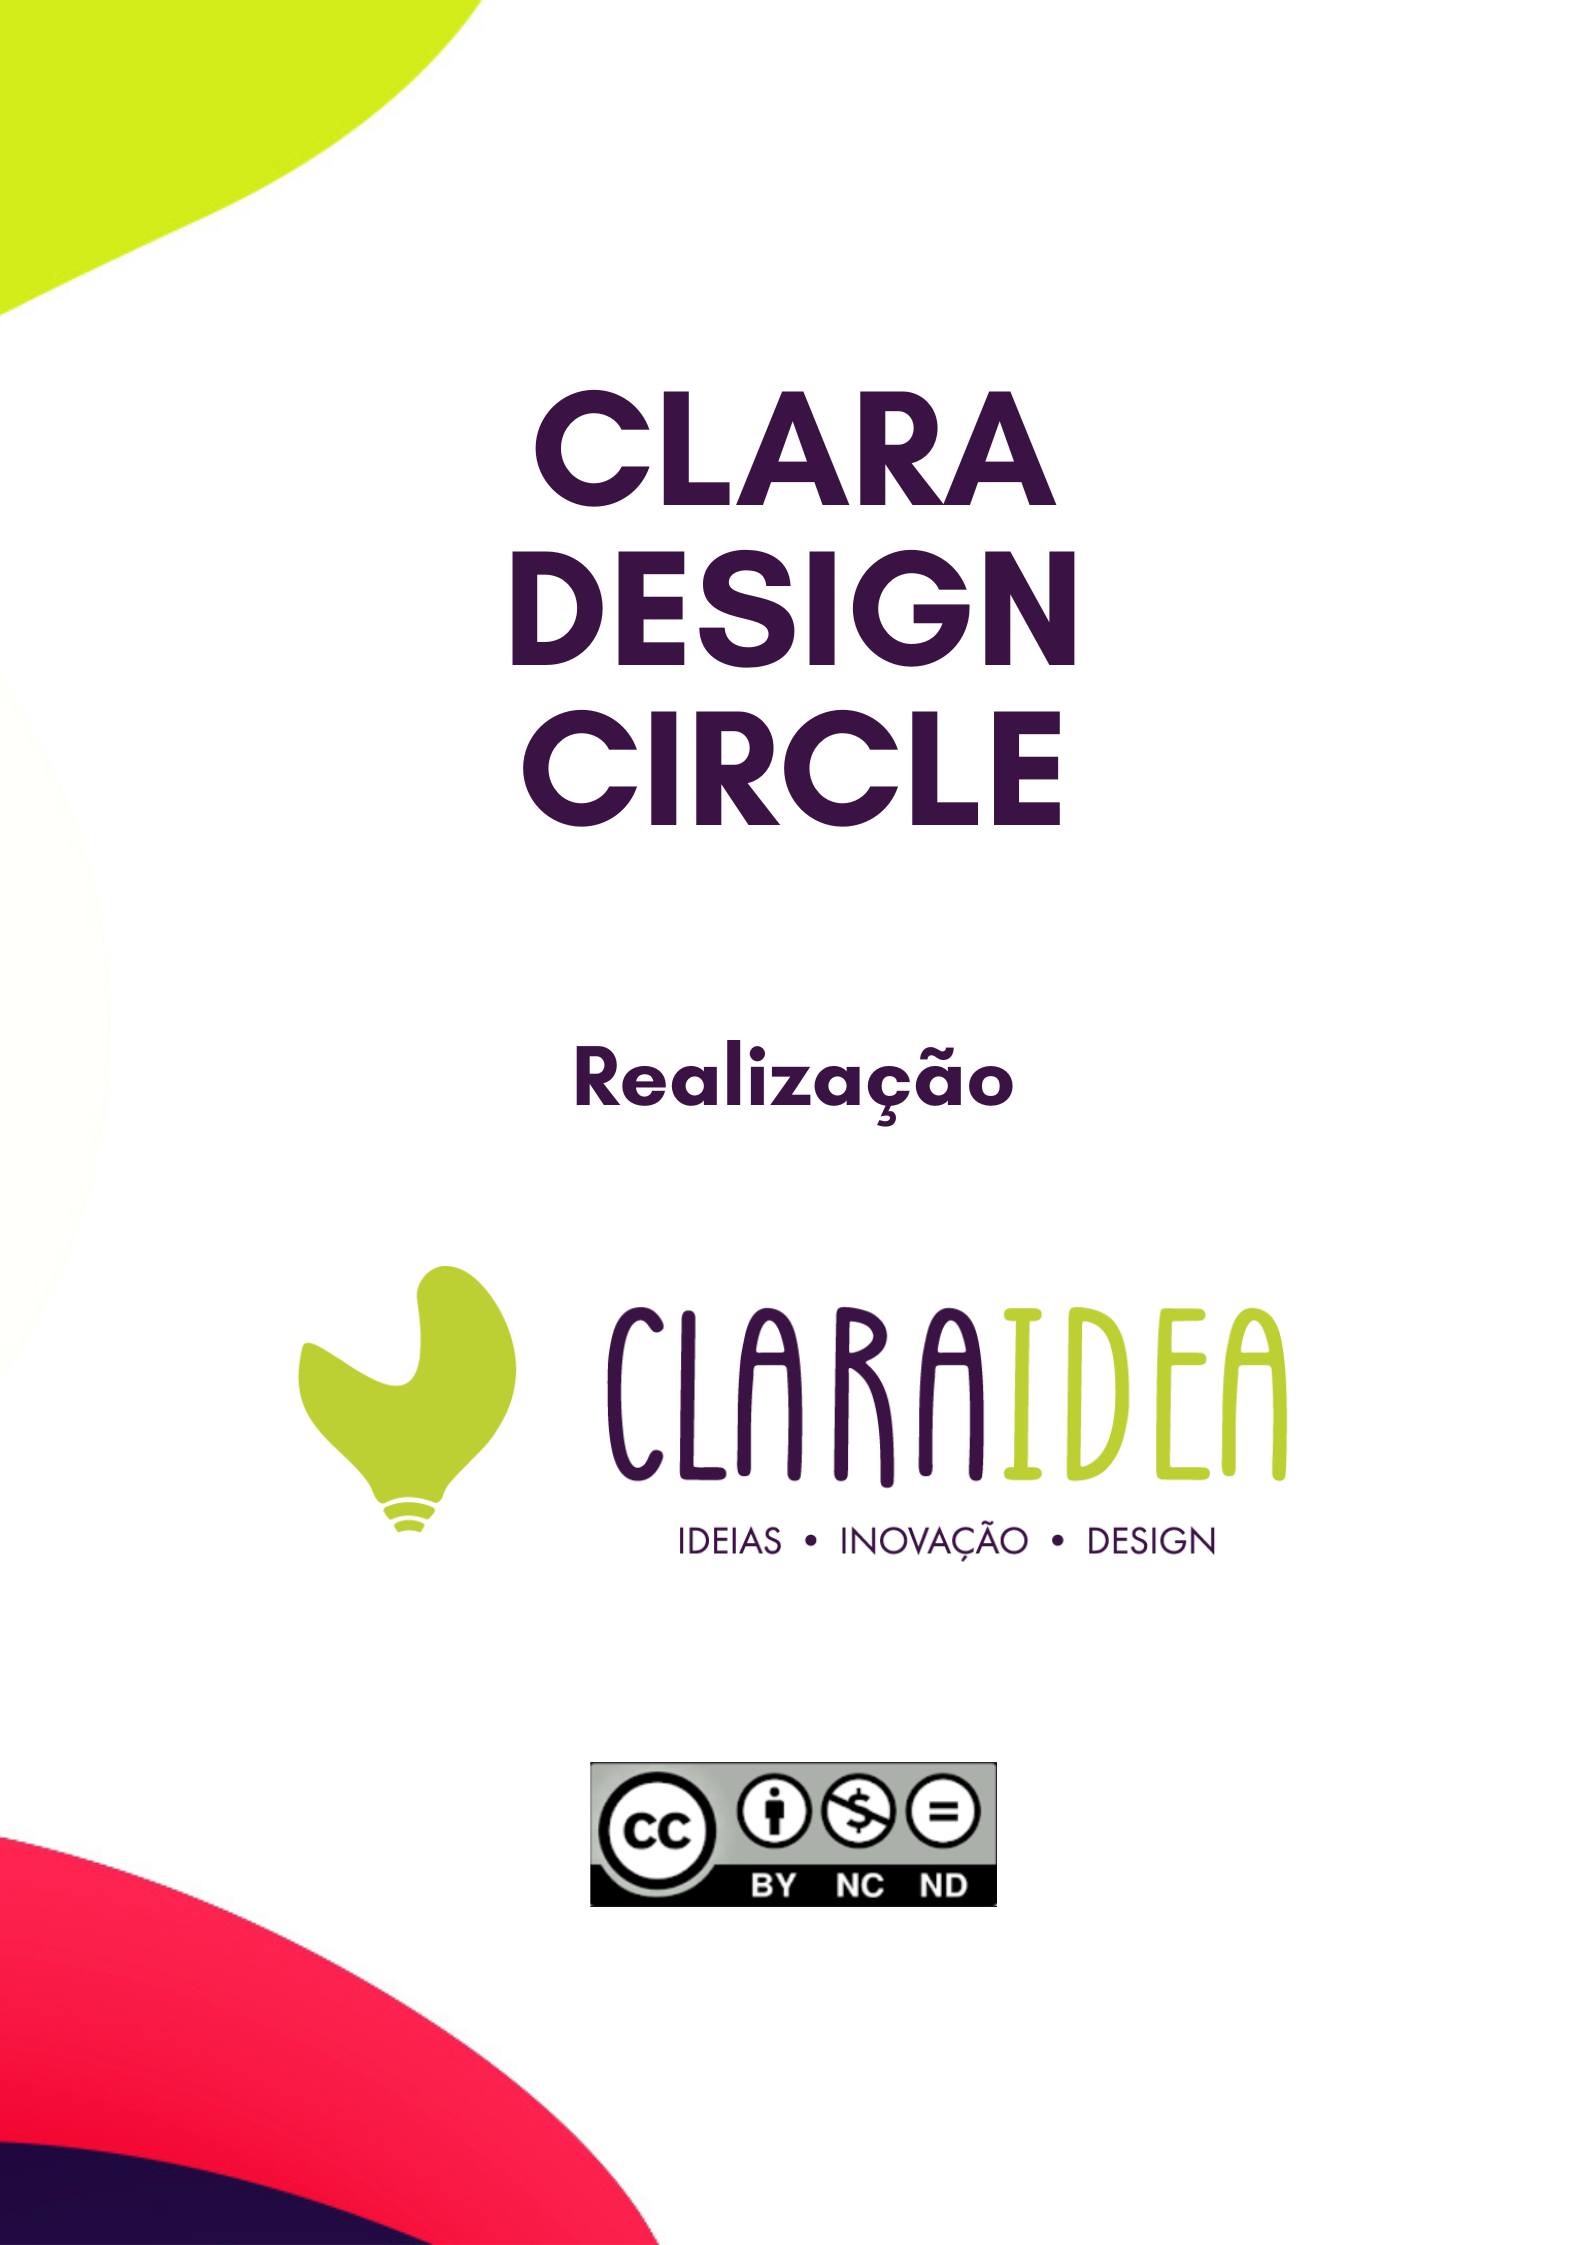 CLARA
DESIGN
CIRCLE
Realização
CLARAIDEA
IDEIAS • INOVAÇÃO • DESIGN
CC
BY NC ND